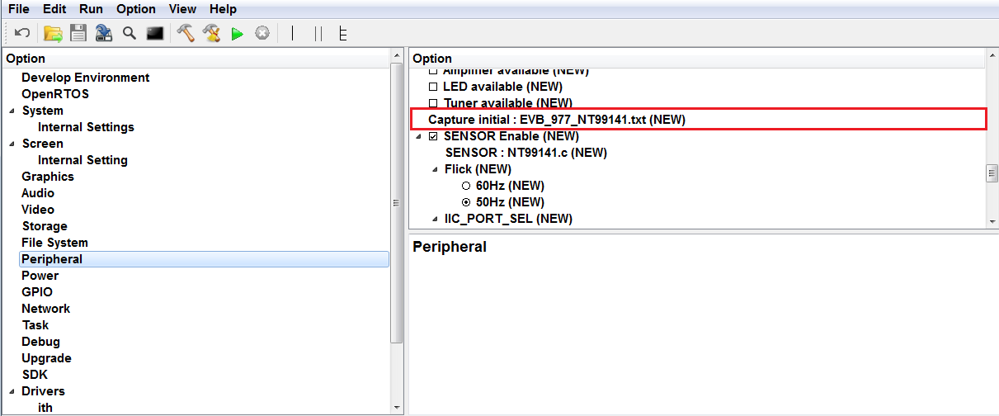 File Edit Run Option View Help
Option
Develop Environment
OpenRTOS
System
Internal Settings
Screen
Internal Setting
Graphics
Audio
Video
Storage
File System
Peripheral
Power
GPIO
Network
Task
Debug
Upgrade
SDK
Drivers
ith
Option
Amplifier available (NEW)
LED available (NEW)
Tuner available (NEW)
Capture initial : EVB_977_NT99141.txt (NEW)
SENSOR Enable (NEW)
SENSOR : NT99141.c (NEW)
Flick (NEW)
60Hz (NEW)
50Hz (NEW)
IIC_PORT_SEL (NEW)
Peripheral